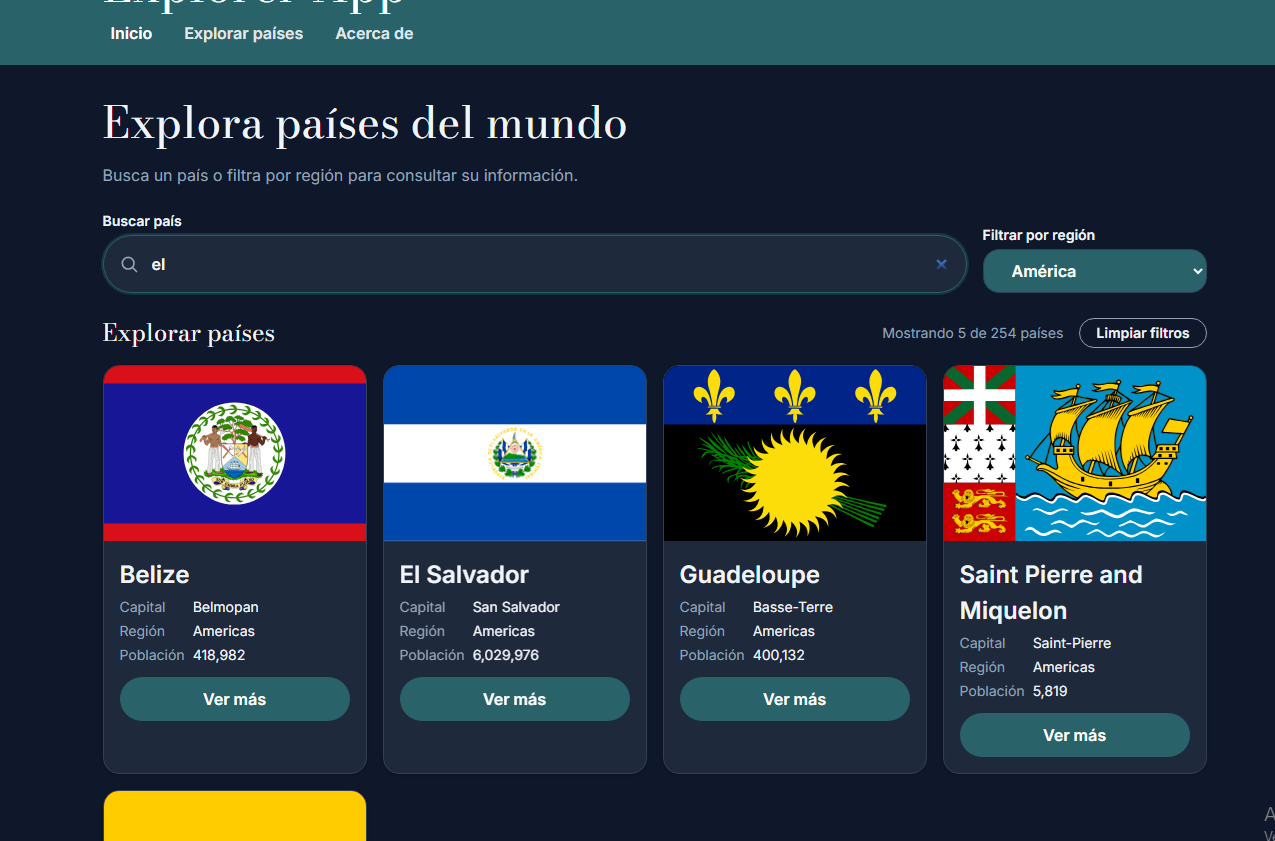 Explorer App
Inicio Explorar países Acerca de
Explora países del mundo
Busca un país o filtra por región para consultar su información.
Buscar país
Filtrar por región
el
América
Explorar países
Mostrando 5 de 254 países
Limpiar filtros
Belize
Capital Belmopan
Región Americas
Población 418,982
Ver más
El Salvador
Capital San Salvador
Región Americas
Población 6,029,976
Ver más
Guadeloupe
Capital Basse-Terre
Región Americas
Población 400,132
Ver más
Saint Pierre and
Miquelon
Capital Saint-Pierre
Región Americas
Población 5,819
Ver más